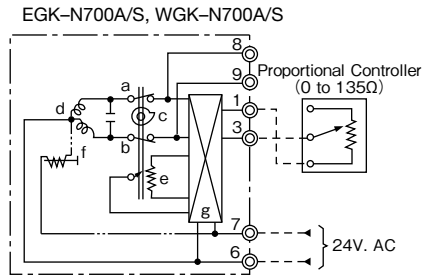 EGK–N700A/S, WGK–N700A/S
8
9
Proportional Controller
(0 to 135Ω)
a
1
d
c
3
b
f
e
g
7
24V. AC
6